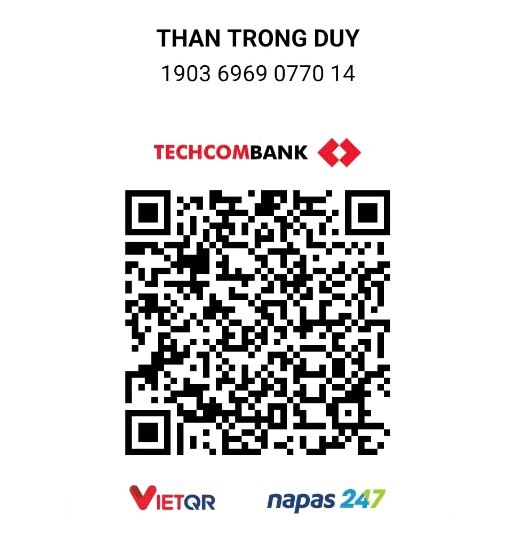 THAN TRONG DUY
1903 6969 0770 14
TECHCOMBANK
VIETQR
napas 247